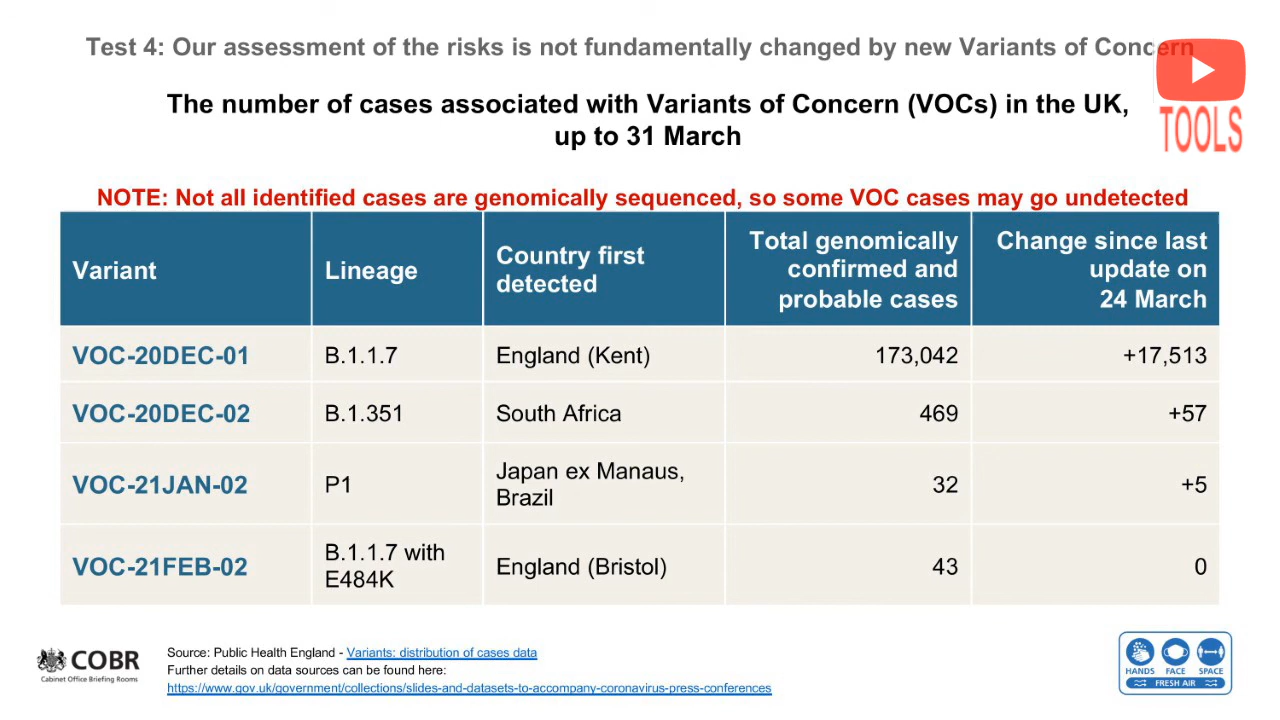 Test 4: Our assessment of the risks is not fundamentally changed by new Variants of Concern
TOOLS
The number of cases associated with Variants of Concern (VOCs) in the UK,
up to 31 March
NOTE: Not all identified cases are genomically sequenced, so some VOC cases may go undetected
Variant
Lineage
Country first
detected
Total genomically
confirmed and
probable cases
Change since last
update on
24 March
VOC-20DEC-01
B.1.1.7
England (Kent)
173,042
+17,513
VOC-20DEC-02
B.1.351
South Africa
469
+57
VOC-21JAN-02
P1
Japan ex Manaus,
Brazil
32
+5
VOC-21FEB-02
B.1.1.7 with
E484K
England (Bristol)
43
0
COBR
Cabinet Office Briefing Rooms
Source: Public Health England - Variants: distribution of cases data
Further details on data sources can be found here:
https://www.gov.uk/government/collections/slides-and-datasets-to-accompany-coronavirus-press-conferences
HANDS FACE SPACE
FRESH AIR